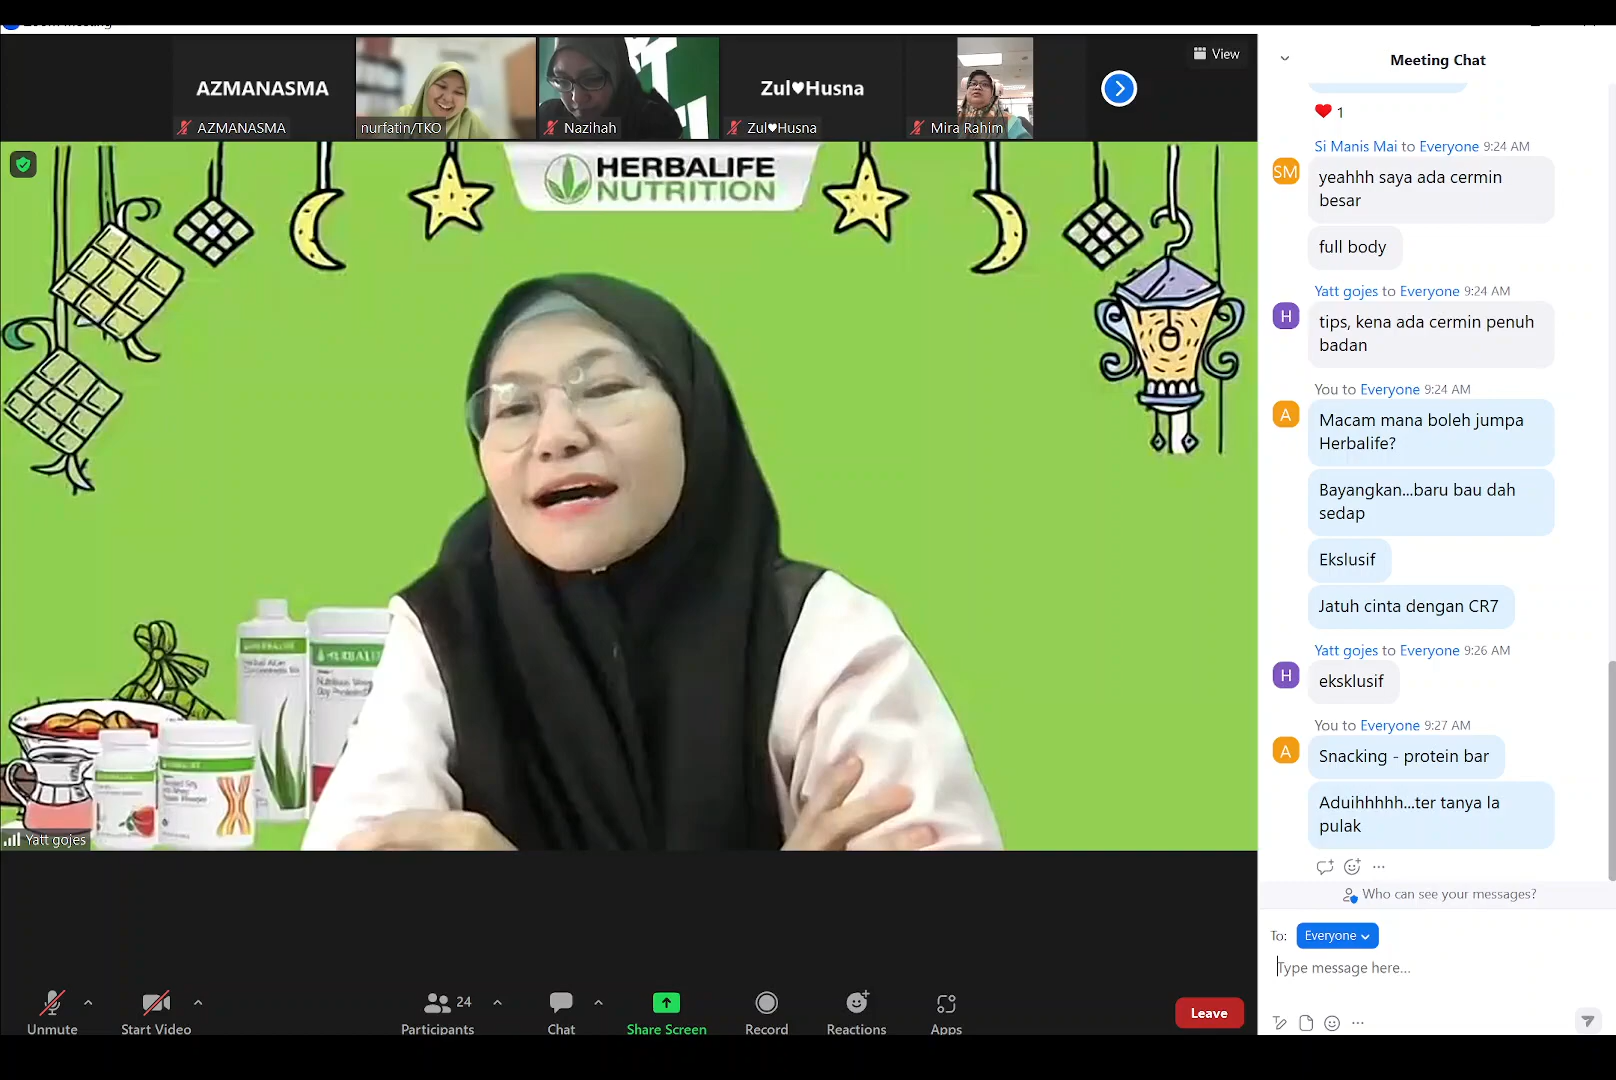 AZMANASMA
AZMANASMA
nurfatin/TKO
Nazihah
Zul♥Husna
Zul♥Husna
Mira Rahim
View
HERBALIFE
NUTRITION
Yatt gojes
Unmute
Start Video
24
Participants
Chat
Share Screen
Record
Reactions
Apps
Leave
Meeting Chat
1
Si Manis Mai to Everyone 9:24 AM
SM
yeahhh saya ada cermin
besar
full body
Yatt gojes to Everyone 9:24 AM
H
tips, kena ada cermin penuh
badan
You to Everyone 9:24 AM
A
Macam mana boleh jumpa
Herbalife?
Bayangkan...baru bau dah
sedap
Ekslusif
Jatuh cinta dengan CR7
Yatt gojes to Everyone 9:26 AM
H
eksklusif
You to Everyone 9:27 AM
A
Snacking - protein bar
Aduihhhhh...ter tanya la
pulak
Who can see your messages?
To: Everyone
Type message here...